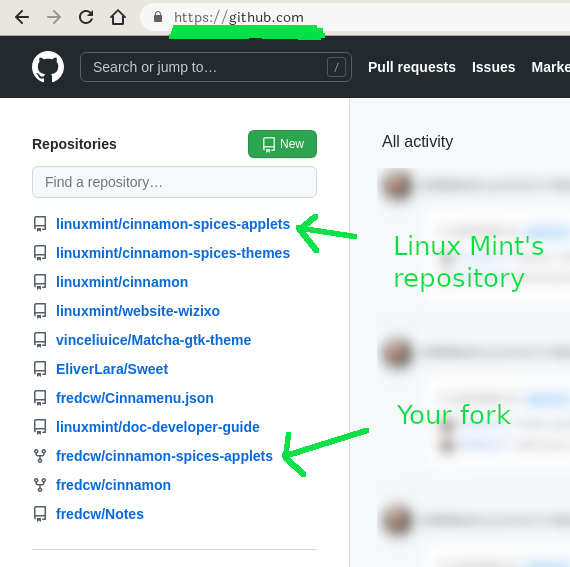 https://github.com
Search or jump to… /
Pull requests Issues Marke
Repositories
New
All activity
Find a repository…
linuxmint/cinnamon-spices-applets
linuxmint/cinnamon-spices-themes
Linux Mint's
repository
linuxmint/cinnamon
linuxmint/website-wizixo
vinceliuice/Matcha-gtk-theme
EliverLara/Sweet
fredcw/Cinnamenu.json
Your fork
linuxmint/doc-developer-guide
fredcw/cinnamon-spices-applets
fredcw/cinnamon
fredcw/Notes